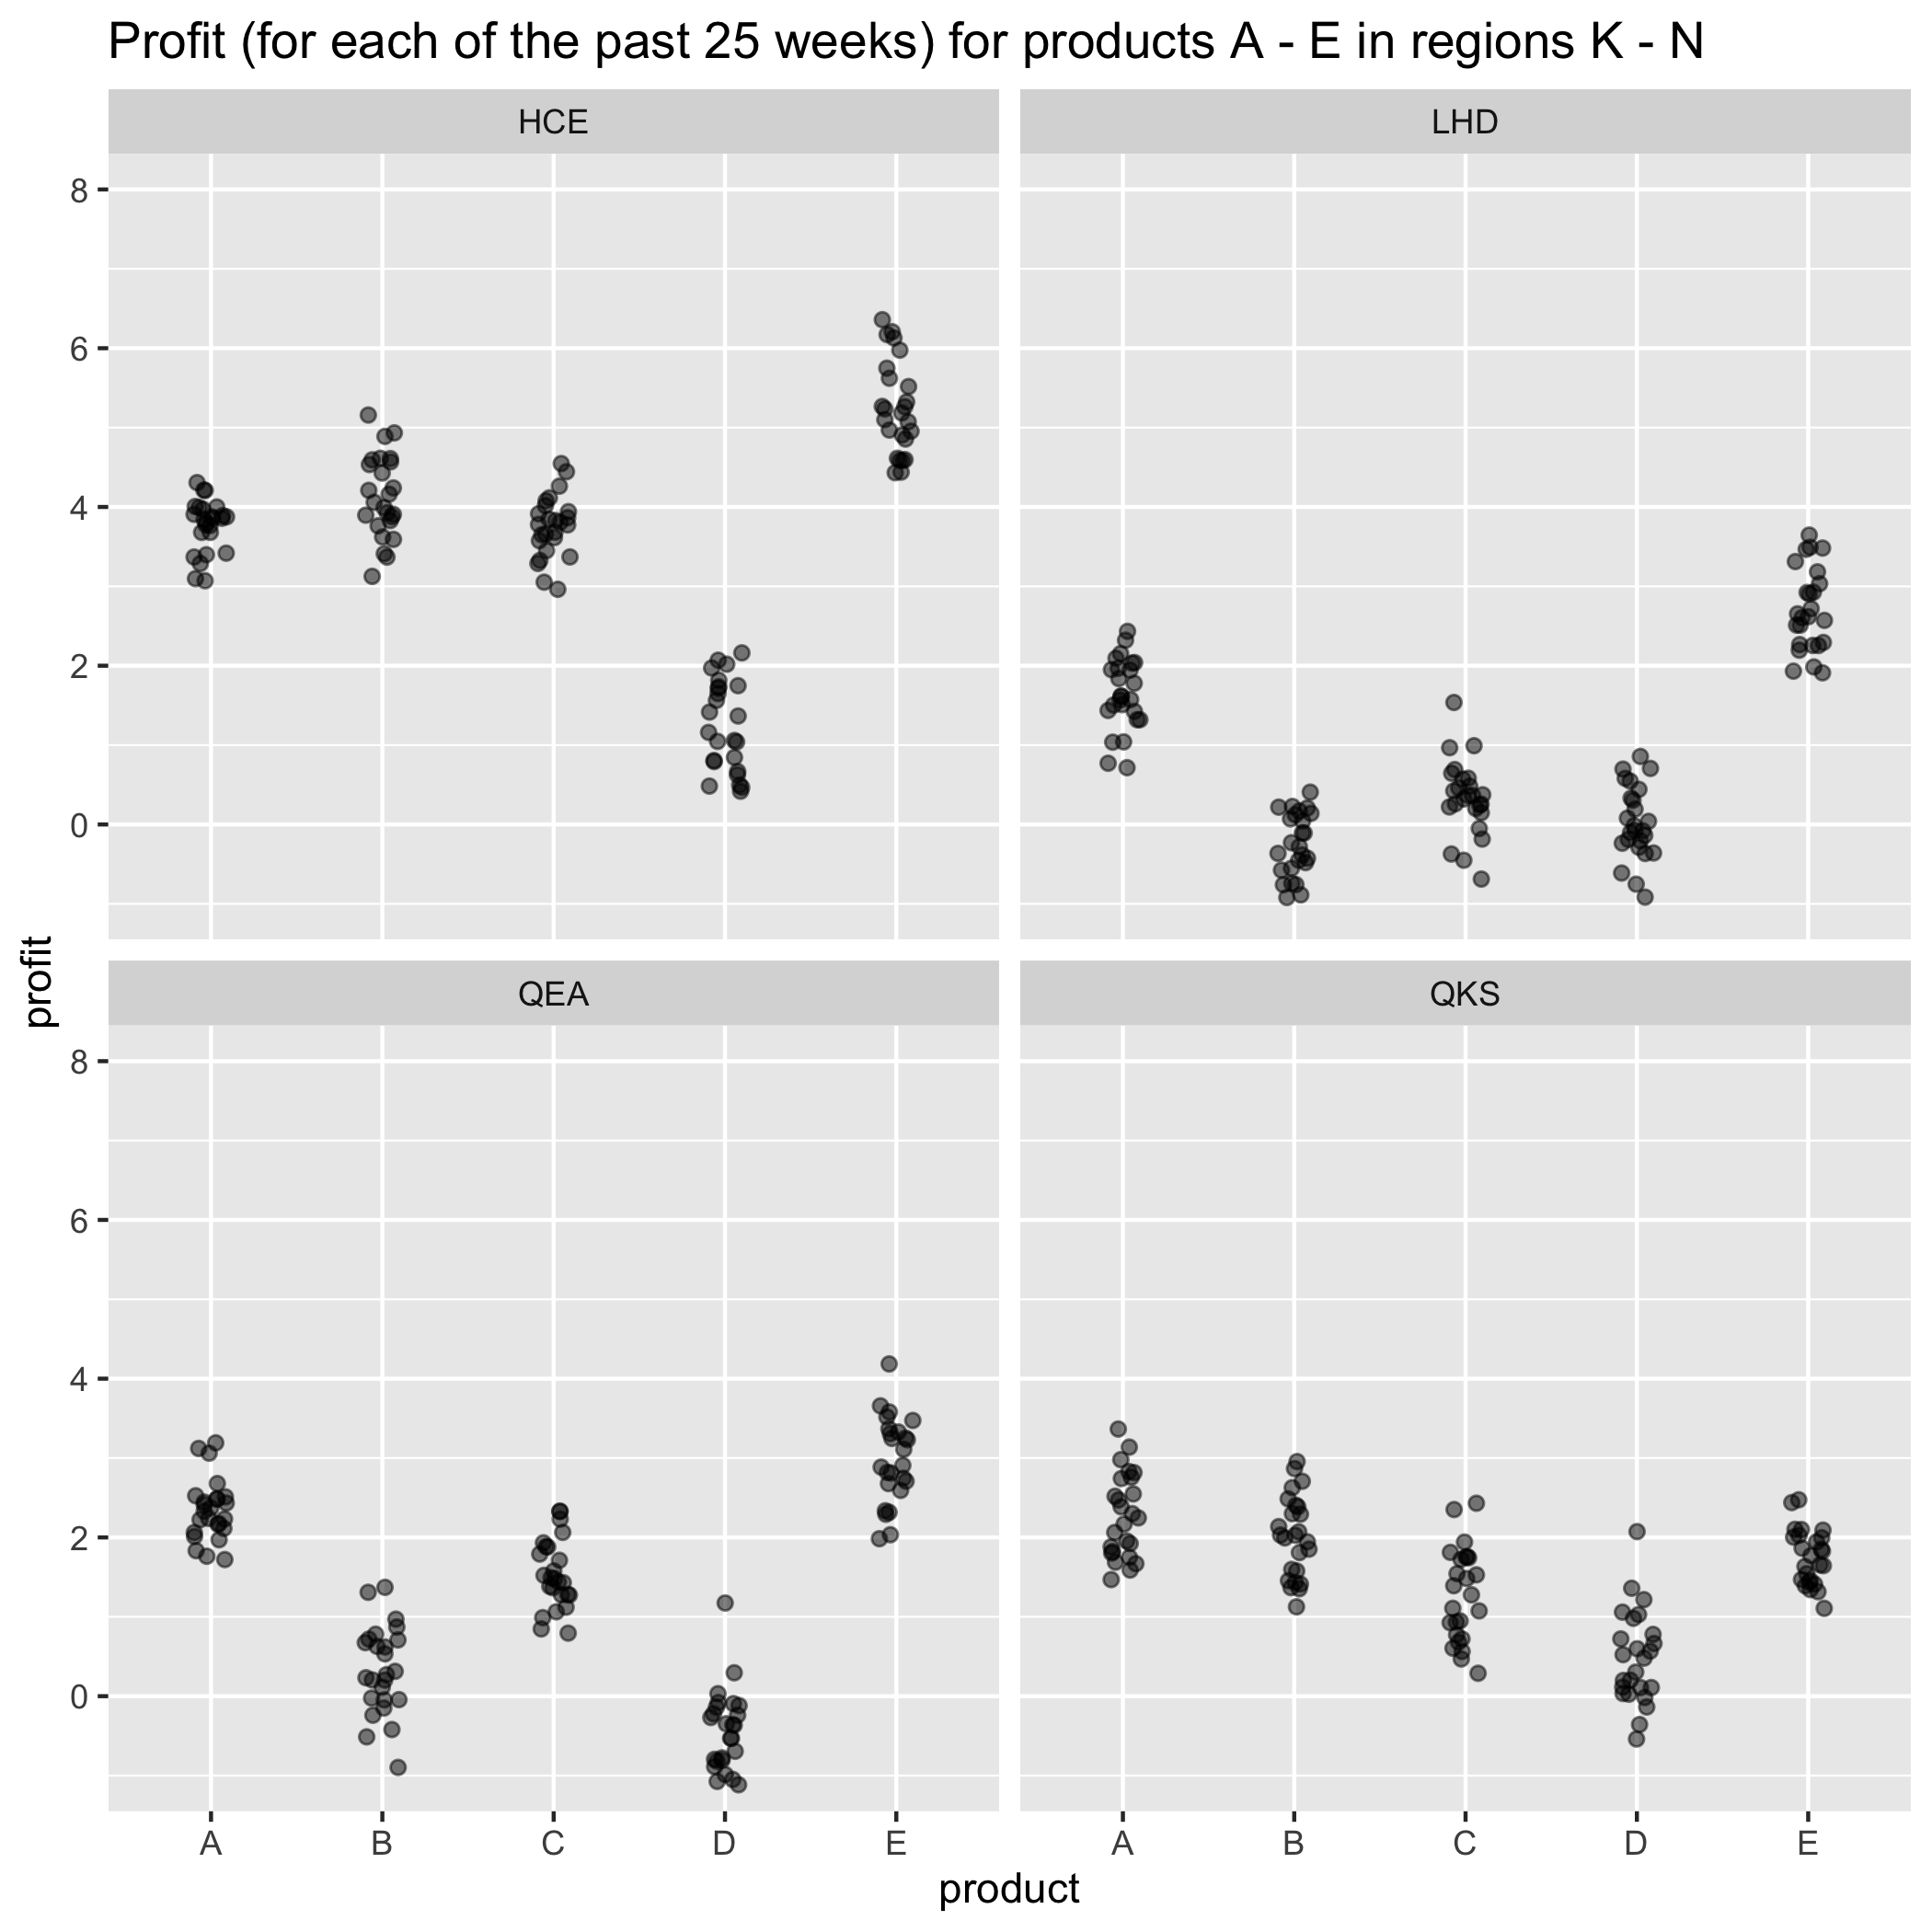 Profit (for each of the past 25 weeks) for products A - E in regions K - N
HCE
LHD
8
6
4
2
0
profit
QEA
QKS
8
6
4
2
0
A B C D E
A B C D E
product